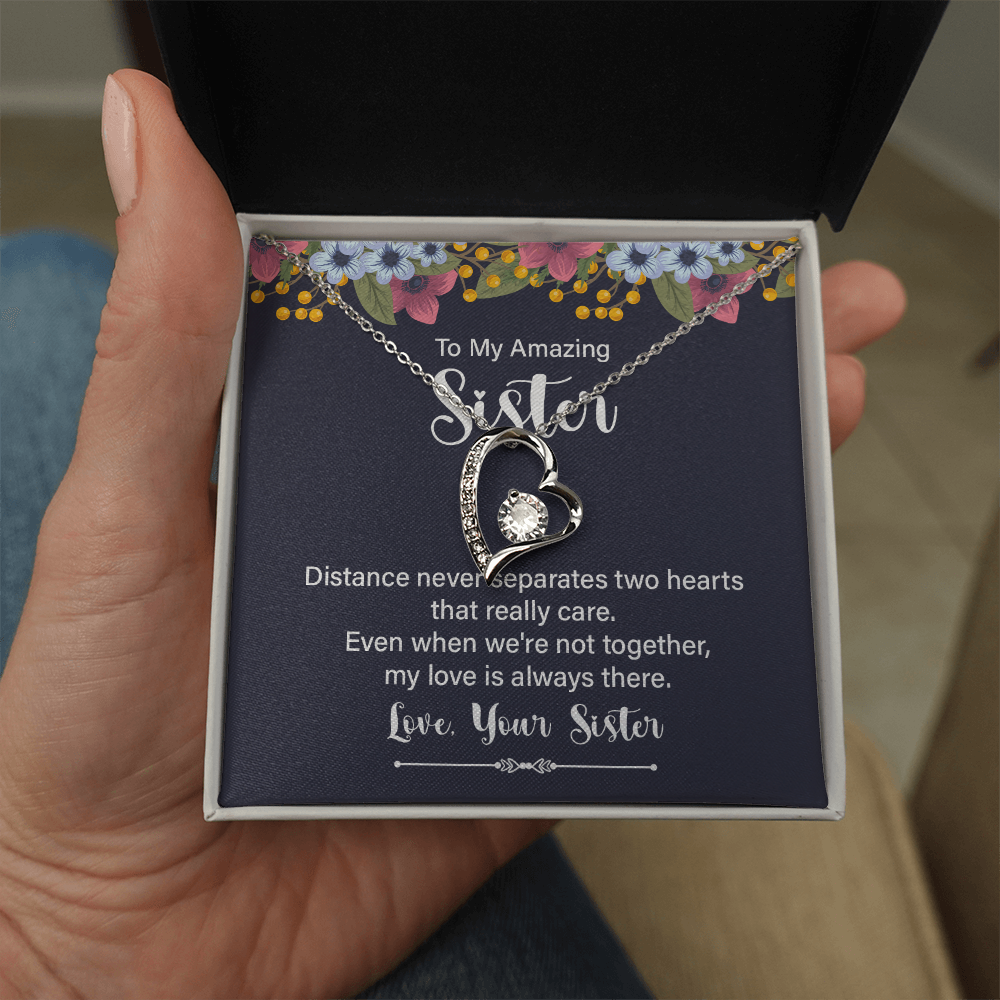 To My Amazing
Sister
Distance never separates two hearts
that really care.
Even when we're not together,
my love is always there.
Love, Your Sister